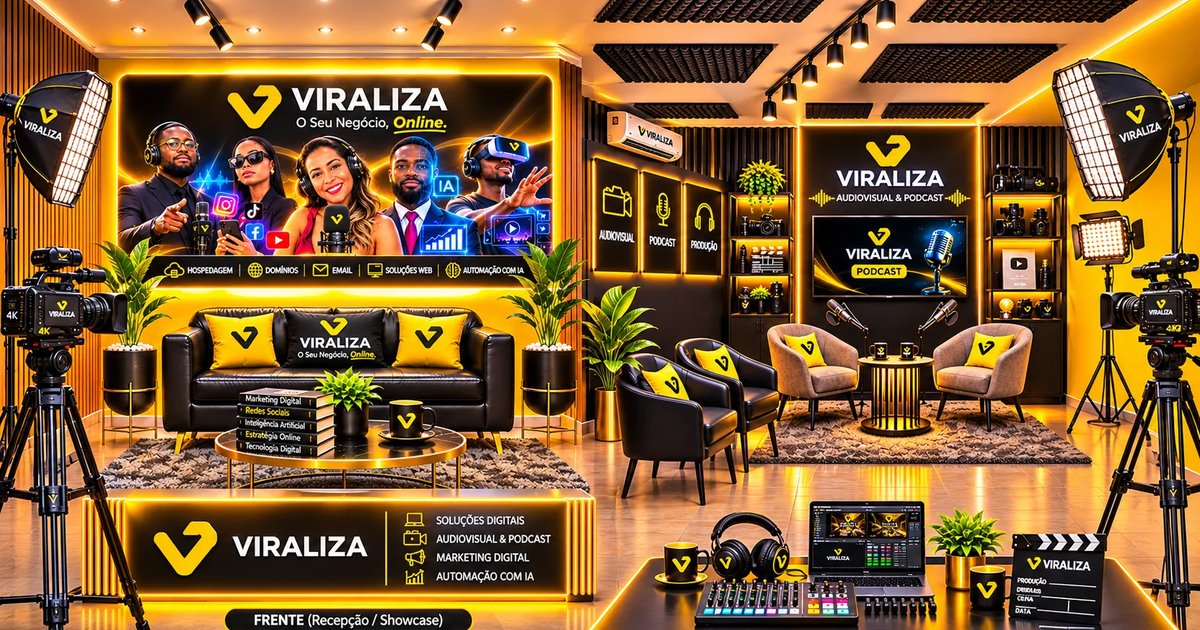 VIRALIZA
O Seu Negócio, Online.
IA
HOSPEDAGEM
DOMÍNIOS
EMAIL
SOLUÇÕES WEB
AUTOMAÇÃO COM IA
VIRALIZA
4K
VIRALIZA
4K
VIRALIZA
O Seu Negócio, Online.
Marketing Digital
Redes Sociais
Inteligência Artificial
Estratégia Online
Tecnologia Digital
VIRALIZA
SOLUÇÕES DIGITAIS
AUDIOVISUAL & PODCAST
MARKETING DIGITAL
AUTOMAÇÃO COM IA
FRENTE (Recepção / Showcase)
VIRALIZA
AUDIOVISUAL
PODCAST
PRODUÇÃO
VIRALIZA
AUDIOVISUAL & PODCAST
VIRALIZA
PODCAST
VIRALIZA
VIRALIZA
4K
VIRALIZA
VIRALIZA
PRODUÇÃO
CENA
DATA